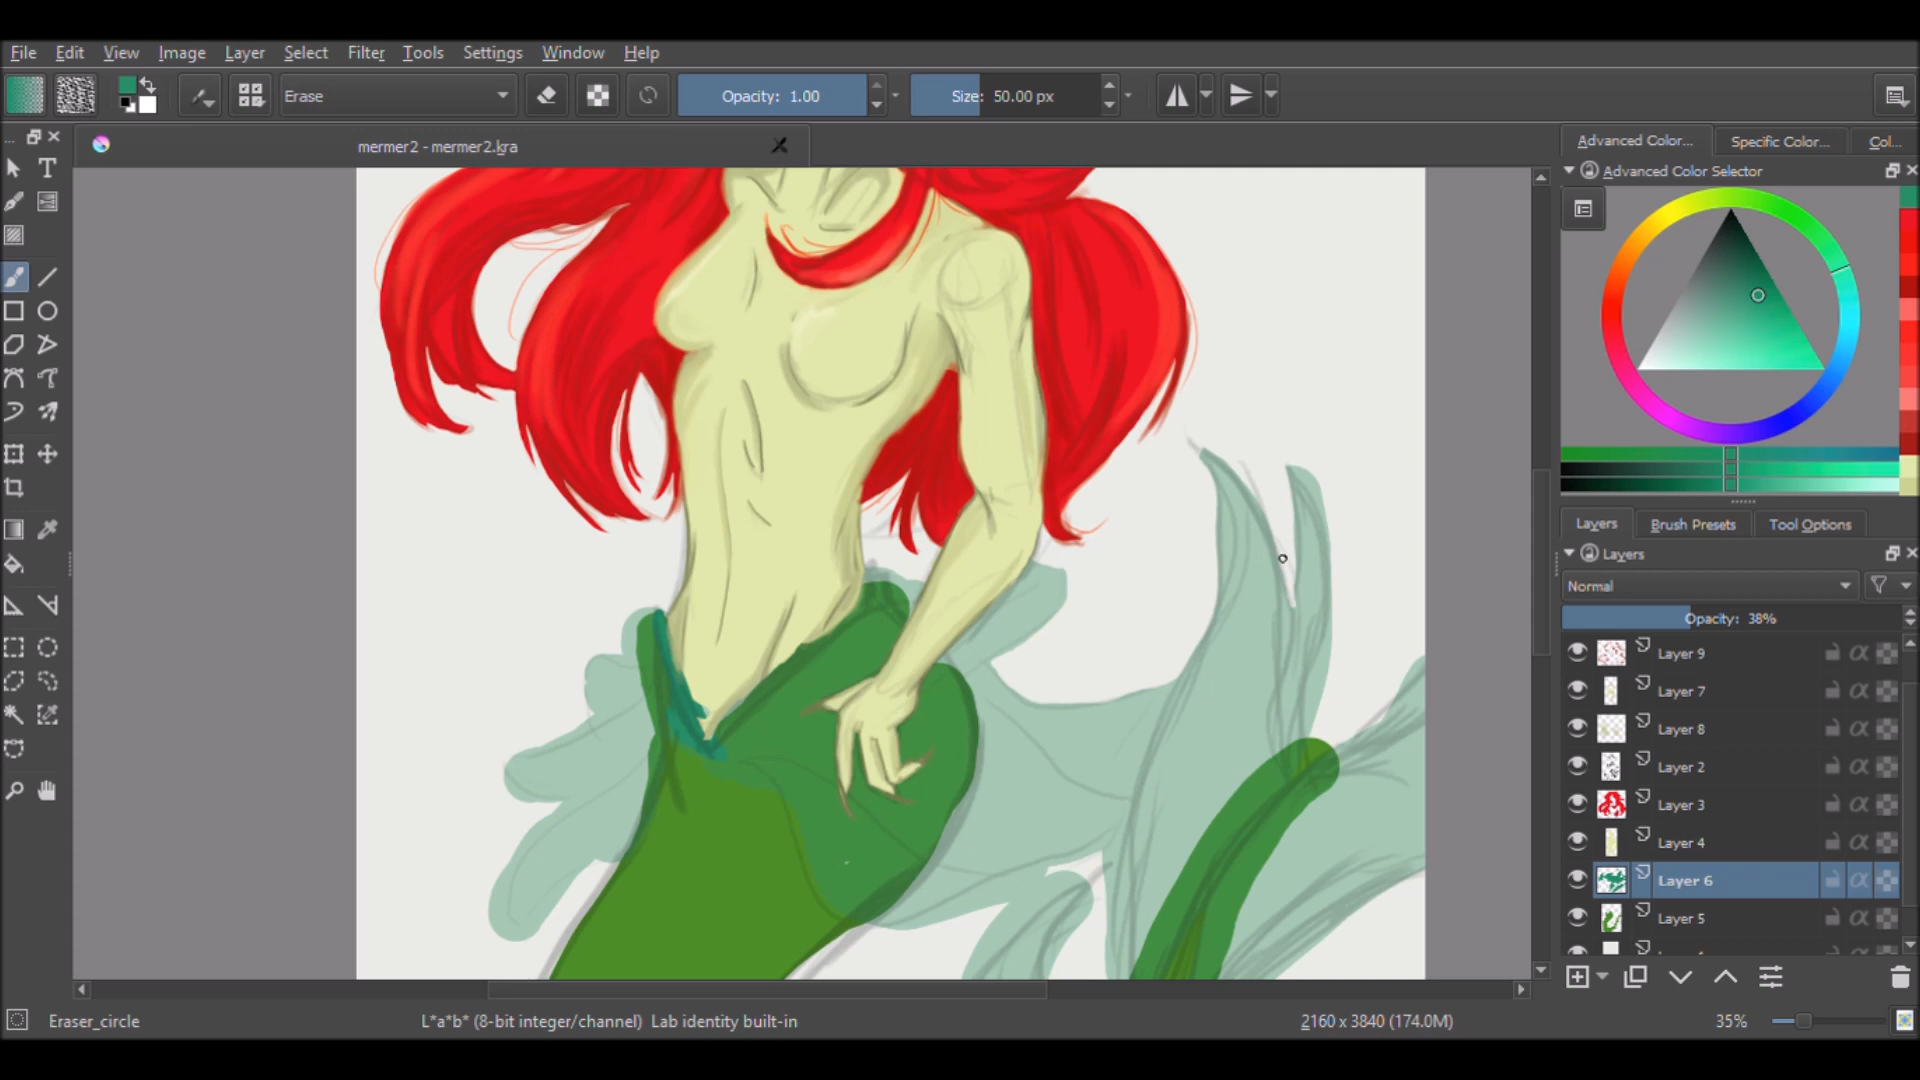 File Edit View Image Layer Select Filter Tools Settings Window Help
Erase
Opacity: 1.00
Size: 50.00 px
mermer2 - mermer2.kra
Advanced Color... Specific Color... Col...
Advanced Color Selector
Layers Brush Presets Tool Options
Layers
Normal
Opacity: 38%
Layer 9
Layer 7
Layer 8
Layer 2
Layer 3
Layer 4
Layer 6
Layer 5
Eraser_circle L*a*b* (8-bit integer/channel) Lab identity built-in 2160 x 3840 (174.0M) 35%